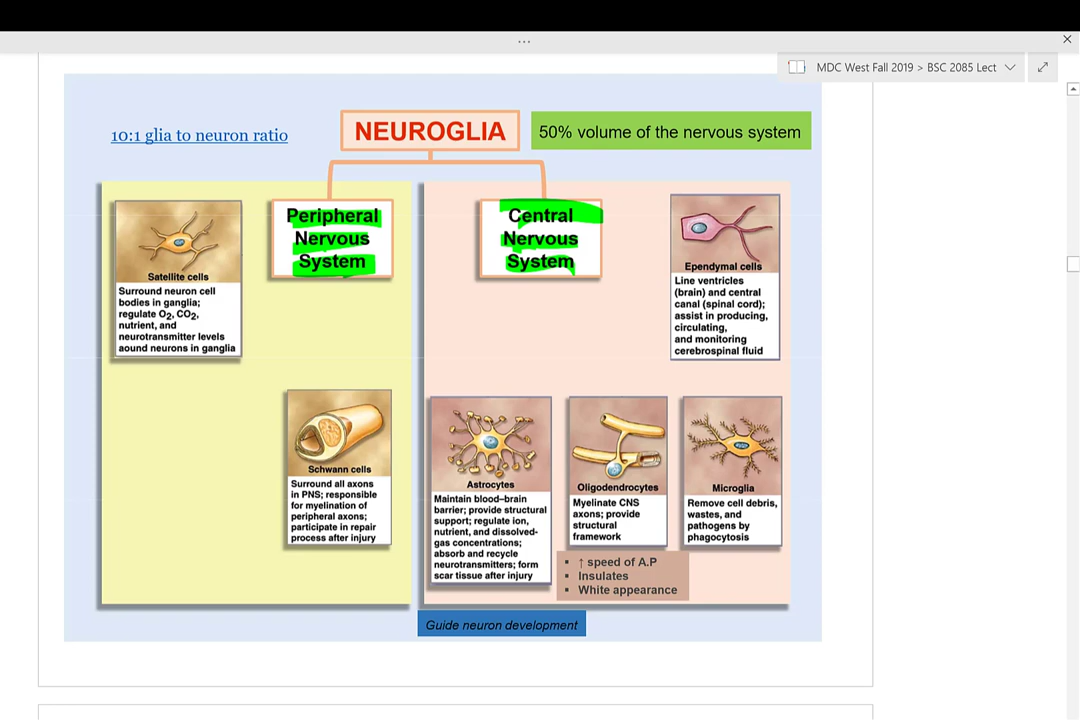 ...
MDC West Fall 2019 > BSC 2085 Lect
10:1 glia to neuron ratio
NEUROGLIA
50% volume of the nervous system
Satellite cells
Surround neuron cell
bodies in ganglia;
regulate O2, CO2,
nutrient, and
neurotransmitter levels
aound neurons in ganglia
Peripheral
Nervous
System
Central
Nervous
System
Ependymal cells
Line ventricles
(brain) and central
canal (spinal cord);
assist in producing,
circulating,
and monitoring
cerebrospinal fluid
Schwann cells
Surround all axons
in PNS; responsible
for myelination of
peripheral axons;
participate in repair
process after injury
Astrocytes
Maintain blood–brain
barrier; provide structural
support; regulate ion,
nutrient, and dissolved-
gas concentrations;
absorb and recycle
neurotransmitters; form
scar tissue after injury
Oligodendrocytes
Myelinate CNS
axons; provide
structural
framework
Microglia
Remove cell debris,
wastes, and
pathogens by
phagocytosis
▪ ↑ speed of A.P
▪ Insulates
▪ White appearance
Guide neuron development